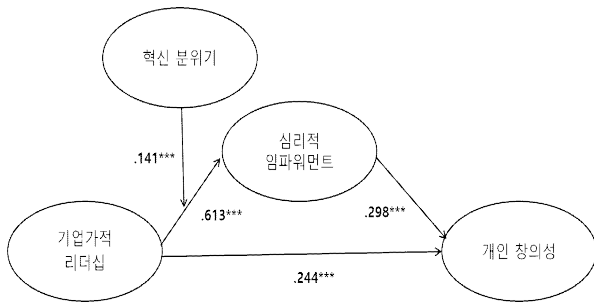 혁신 분위기
심리적
임파워먼트
.141***
.613***
.298***
기업가적
리더십
개인 창의성
.244***